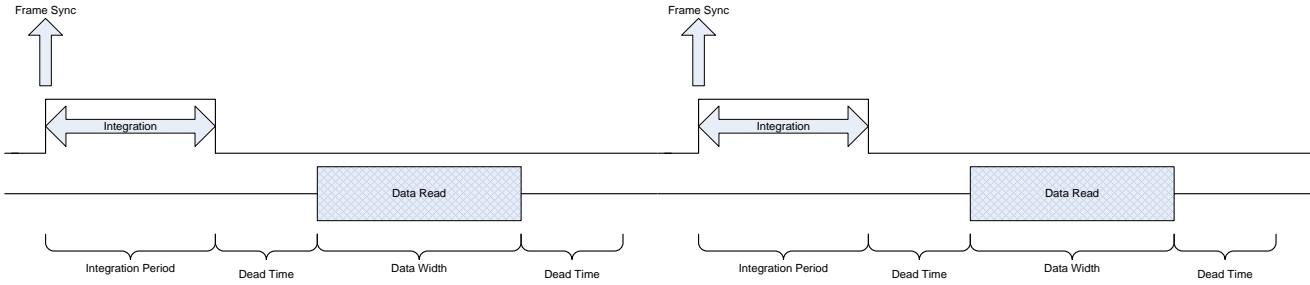 Frame Sync
Frame Sync
Integration
Integration
Data Read
Data Read
Integration Period
Dead Time
Data Width
Dead Time
Integration Period
Dead Time
Data Width
Dead Time